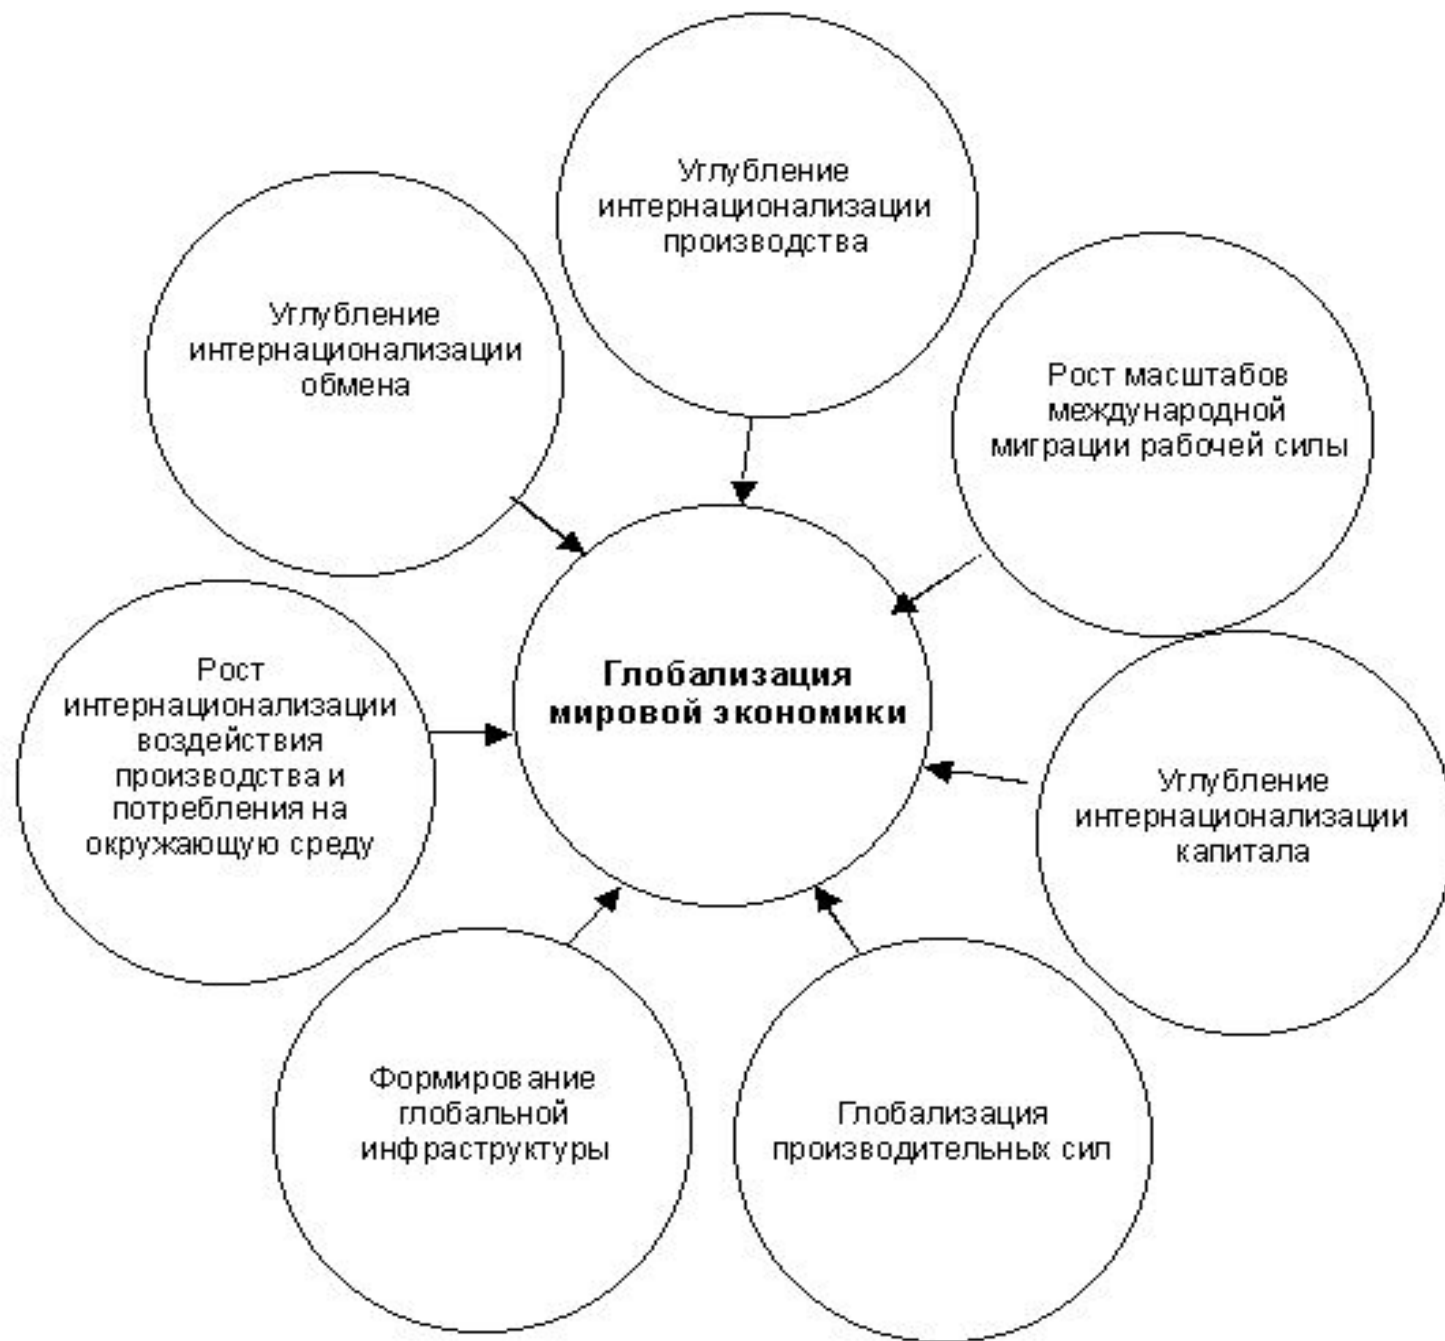 Углубление
интернационализации
производства
Углубление
интернационализации
обмена
Рост масштабов
международной
миграции рабочей силы
Рост
интернационализации
воздействия
производства и
потребления на
окружающую среду
Глобализация
мировой экономики
Углубление
интернационализации
капитала
Формирование
глобальной
инфраструктуры
Глобализация
производительных сил